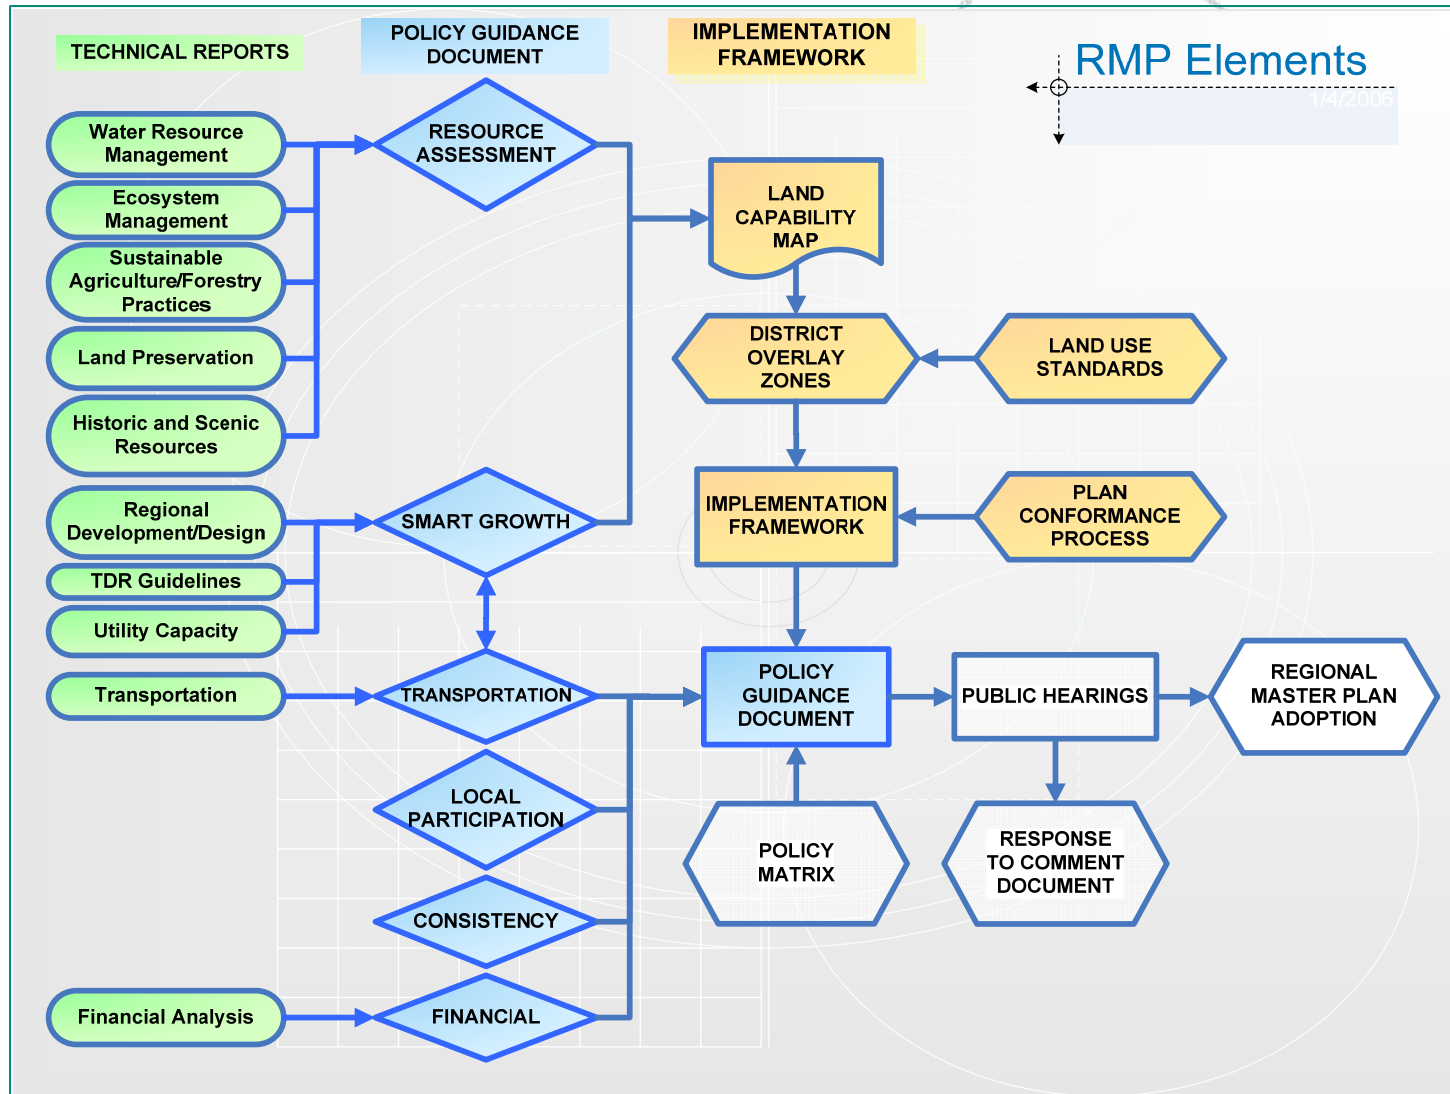 TECHNICAL REPORTS
POLICY GUIDANCE
DOCUMENT
IMPLEMENTATION
FRAMEWORK
RMP Elements
1/4/2006
Water Resource
Management
Ecosystem
Management
Sustainable
Agriculture/Forestry
Practices
Land Preservation
Historic and Scenic
Resources
Regional
Development/Design
TDR Guidelines
Utility Capacity
Transportation
Financial Analysis
RESOURCE
ASSESSMENT
SMART GROWTH
TRANSPORTATION
LOCAL
PARTICIPATION
CONSISTENCY
FINANCIAL
LAND
CAPABILITY
MAP
DISTRICT
OVERLAY
ZONES
LAND USE
STANDARDS
IMPLEMENTATION
FRAMEWORK
PLAN
CONFORMANCE
PROCESS
POLICY
GUIDANCE
DOCUMENT
PUBLIC HEARINGS
REGIONAL
MASTER PLAN
ADOPTION
POLICY
MATRIX
RESPONSE
TO COMMENT
DOCUMENT